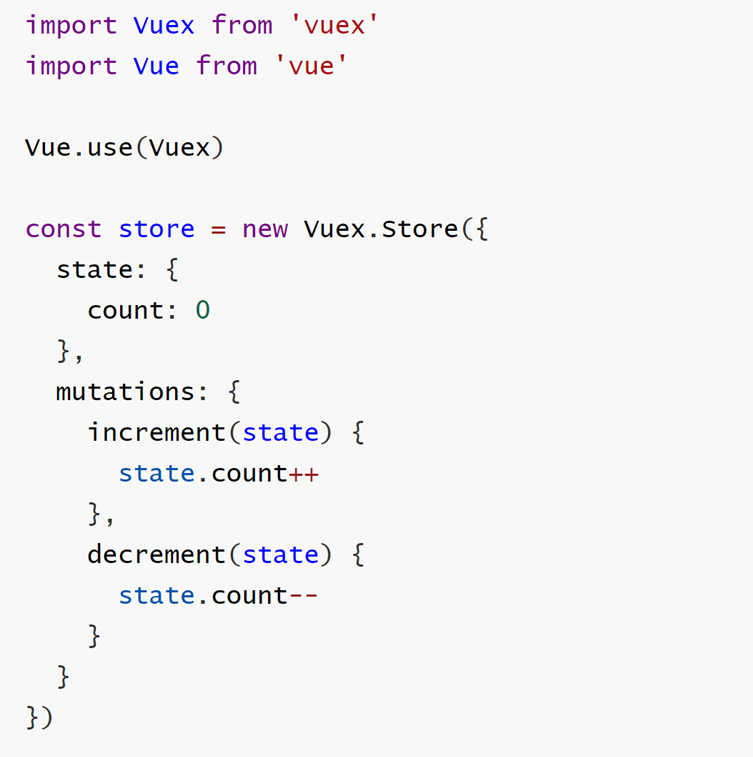 import Vuex from 'vuex'
import Vue from 'vue'

Vue.use(Vuex)

const store = new Vuex.Store({
  state: {
    count: 0
  },
  mutations: {
    increment(state) {
      state.count++
    },
    decrement(state) {
      state.count--
    }
  }
})